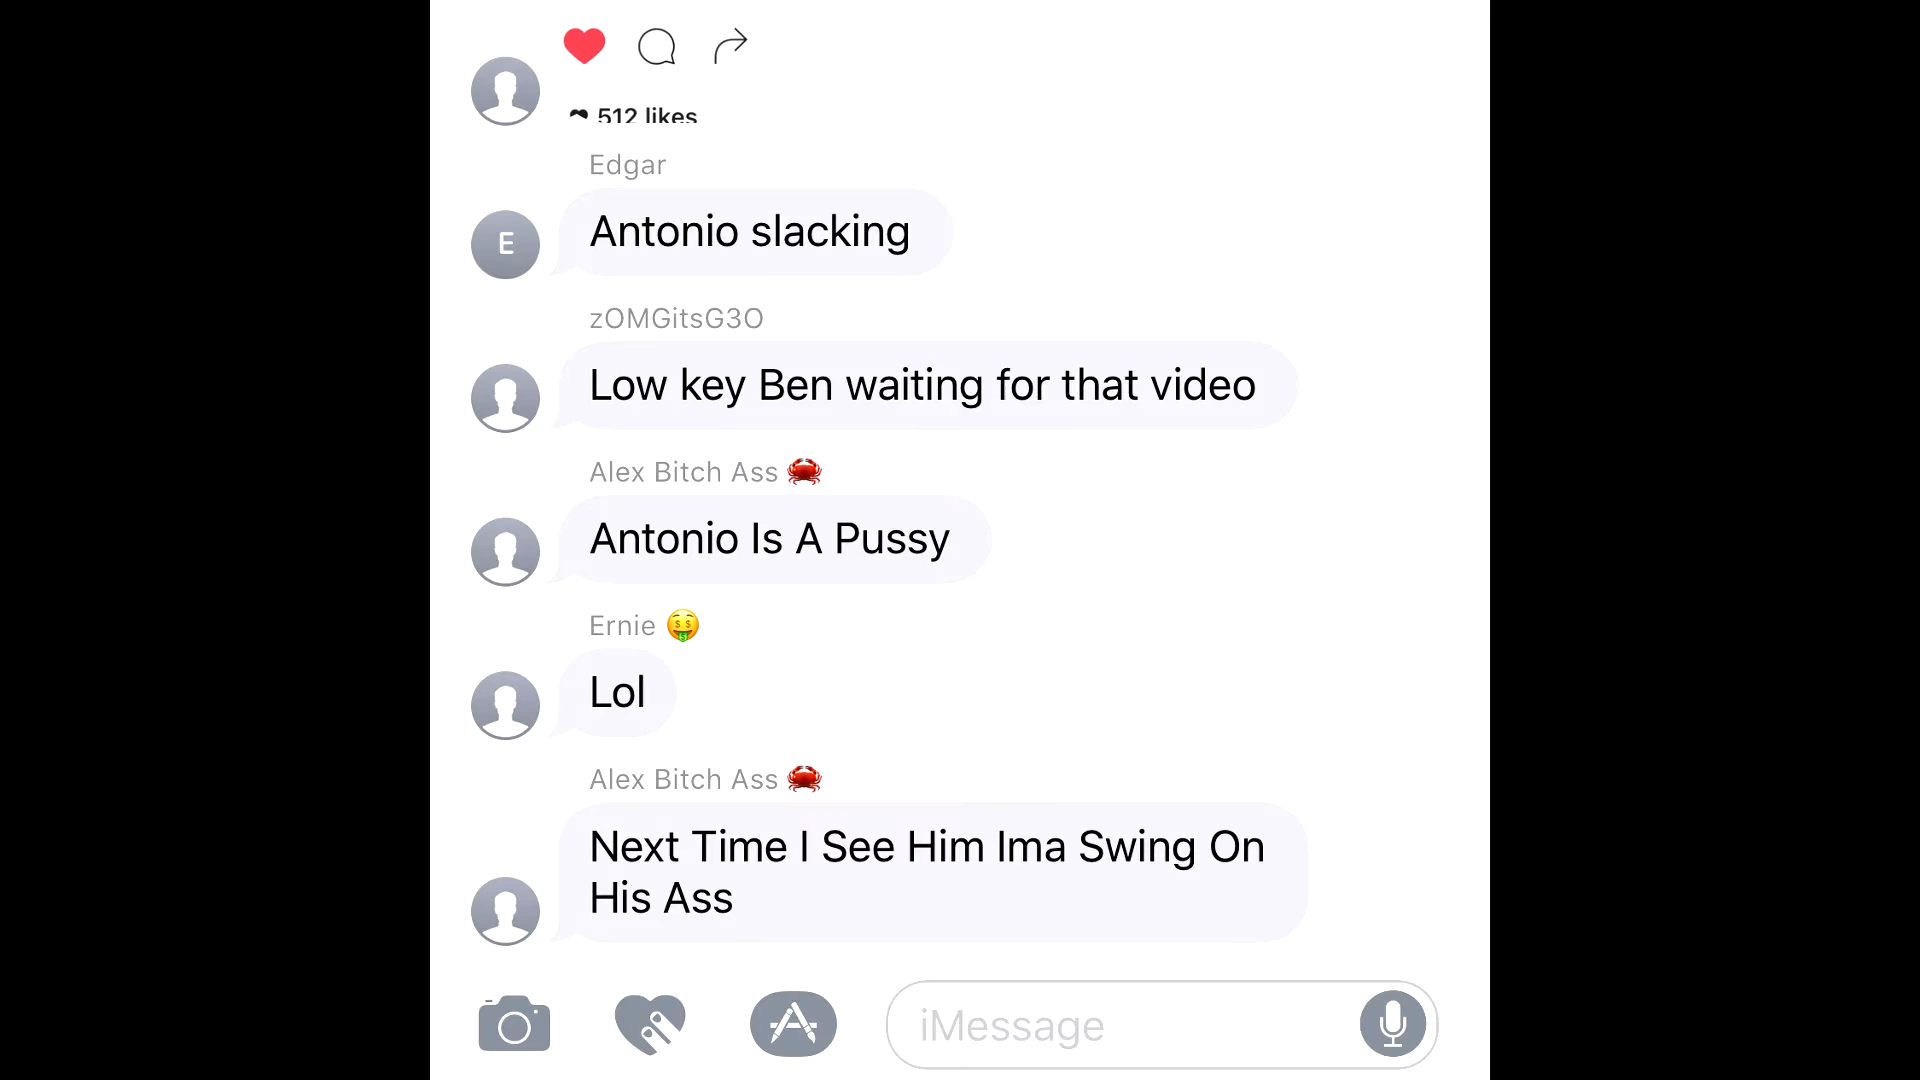 512 likes
Edgar
E
Antonio slacking
zOMGitsG3O
Low key Ben waiting for that video
Alex Bitch Ass 🦀
Antonio Is A Pussy
Ernie 🤑
Lol
Alex Bitch Ass 🦀
Next Time I See Him Ima Swing On
His Ass
iMessage